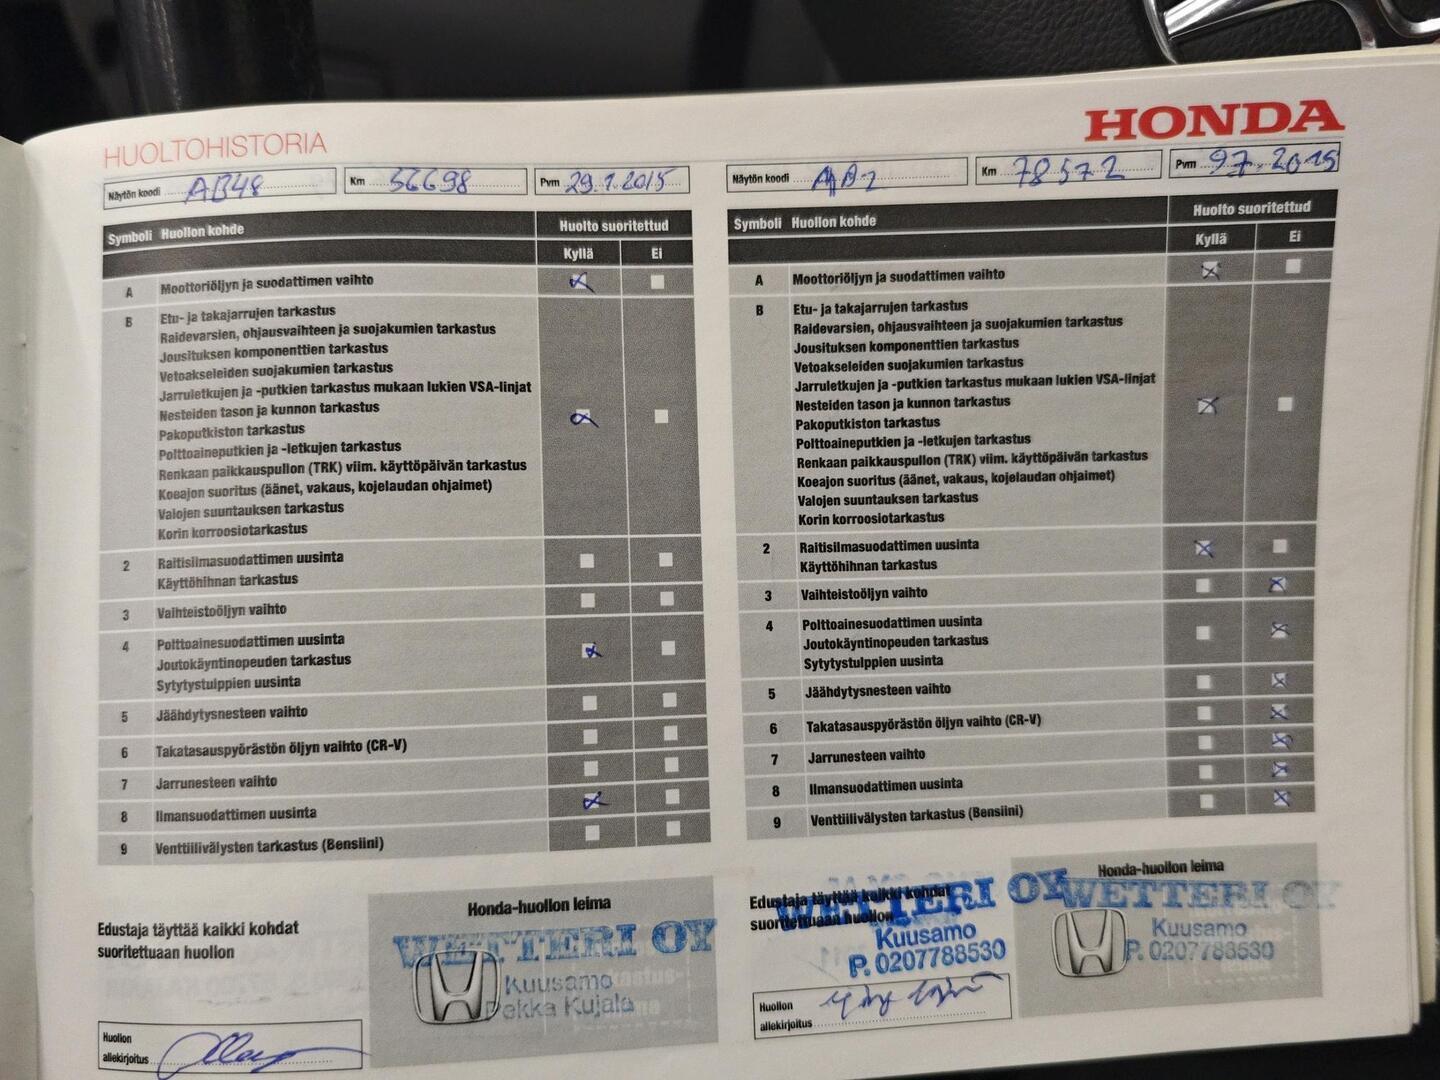 HUOLTOHISTORIA
HONDA
Näytön koodi AB48 Km 56698 Pvm 29.1.2015
Symboli Huollon kohde Huolto suoritettud
Kyllä Ei
A Moottoriöljyn ja suodattimen vaihto
B Etu- ja takajarrujen tarkastus
Raidevarsien, ohjausvaihteen ja suojakumien tarkastus
Jousituksen komponenttien tarkastus
Vetoakseleiden suojakumien tarkastus
Jarruletkujen ja -putkien tarkastus mukaan lukien VSA-linjat
Nesteiden tason ja kunnon tarkastus
Pakoputkiston tarkastus
Polttoaineputkien ja -letkujen tarkastus
Renkaan paikkauspullon (TRK) viim. käyttöpäivän tarkastus
Koeajon suoritus (äänet, vakaus, kojelaudan ohjaimet)
Valojen suuntauksen tarkastus
Korin korroosiotarkastus
2 Raitisilmasuodattimen uusinta
Käyttöhihnan tarkastus
3 Vaihteistoöljyn vaihto
4 Polttoainesuodattimen uusinta
Joutokäyntinopeuden tarkastus
Sytytystulppien uusinta
5 Jäähdytysnesteen vaihto
6 Takatasauspyörästön öljyn vaihto (CR-V)
7 Jarrunesteen vaihto
8 Ilmansuodattimen uusinta
9 Venttiilivälysten tarkastus (Bensiini)
Edustaja täyttää kaikki kohdat
suoritettuaan huollon
Honda-huollon leima
WETTERI OY
Kuusamo
Pekka Kujala
Huollon
allekirjoitus
Näytön koodi Km 78572 Pvm 9.7.2015
Symboli Huollon kohde Huolto suoritettud
Kyllä Ei
A Moottoriöljyn ja suodattimen vaihto
B Etu- ja takajarrujen tarkastus
Raidevarsien, ohjausvaihteen ja suojakumien tarkastus
Jousituksen komponenttien tarkastus
Vetoakseleiden suojakumien tarkastus
Jarruletkujen ja -putkien tarkastus mukaan lukien VSA-linjat
Nesteiden tason ja kunnon tarkastus
Pakoputkiston tarkastus
Polttoaineputkien ja -letkujen tarkastus
Renkaan paikkauspullon (TRK) viim. käyttöpäivän tarkastus
Koeajon suoritus (äänet, vakaus, kojelaudan ohjaimet)
Valojen suuntauksen tarkastus
Korin korroosiotarkastus
2 Raitisilmasuodattimen uusinta
Käyttöhihnan tarkastus
3 Vaihteistoöljyn vaihto
4 Polttoainesuodattimen uusinta
Joutokäyntinopeuden tarkastus
Sytytystulppien uusinta
5 Jäähdytysnesteen vaihto
6 Takatasauspyörästön öljyn vaihto (CR-V)
7 Jarrunesteen vaihto
8 Ilmansuodattimen uusinta
9 Venttiilivälysten tarkastus (Bensiini)
Edustaja täyttää kaikki kohdat
suoritettuaan huollon
WETTERI OY
Kuusamo
P. 0207788530
Honda-huollon leima
WETTERI OY
Kuusamo
P. 0207788530
Huollon
allekirjoitus